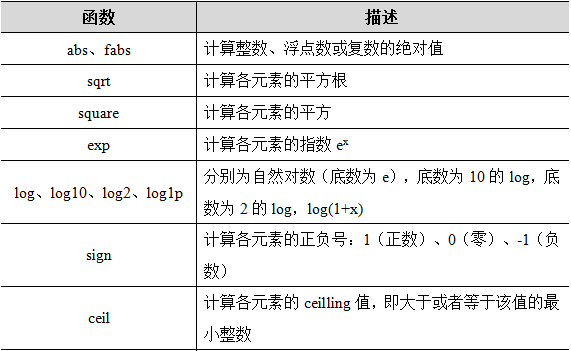 函数 描述
abs、fabs 计算整数、浮点数或复数的绝对值
sqrt 计算各元素的平方根
square 计算各元素的平方
exp 计算各元素的指数 eˣ
log、log10、log2、log1p 分别为自然对数（底数为 e），底数为 10 的 log，底
数为 2 的 log，log(1+x)
sign 计算各元素的正负号：1（正数）、0（零）、-1（负
数）
ceil 计算各元素的 ceilling 值，即大于或者等于该值的最
小整数